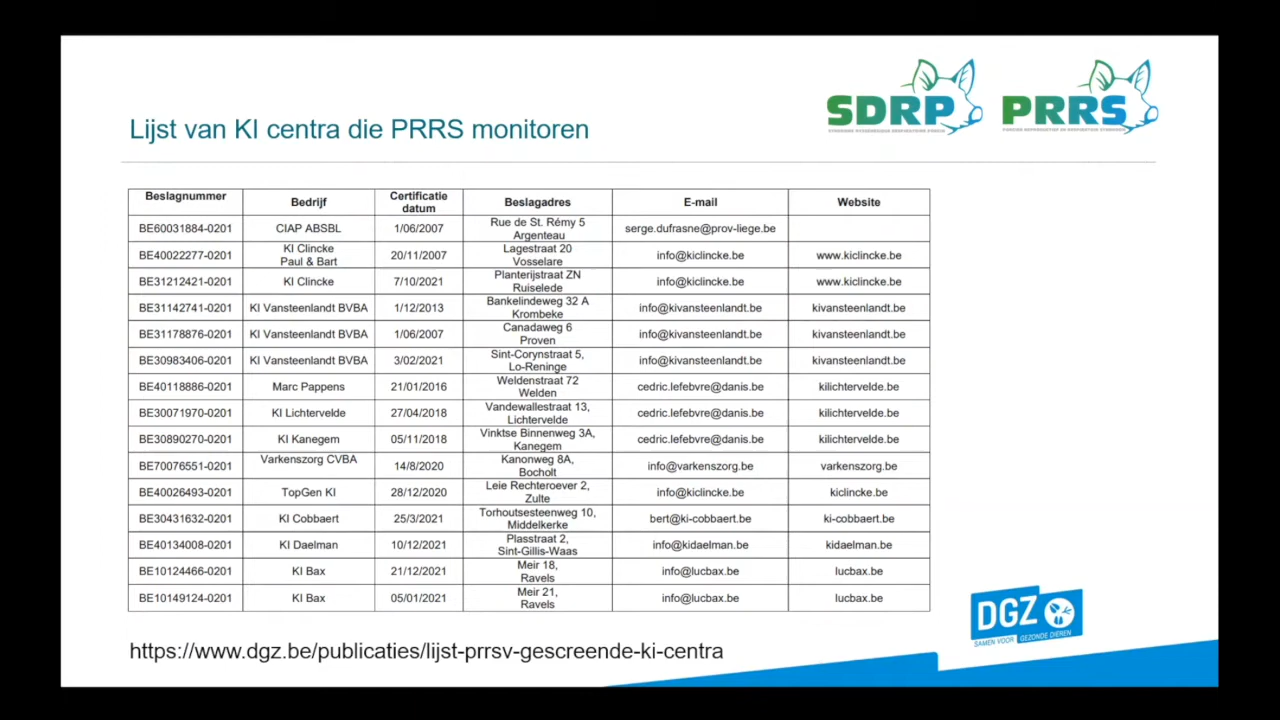 SDRP
PRRS
Lijst van KI centra die PRRS monitoren
Beslagnummer Bedrijf Certificatie datum Beslagadres E-mail Website
BE60031884-0201 CIAP ABSBL 1/06/2007 Rue de St. Rémy 5 Argenteau serge.dufrasne@prov-liege.be
BE40022277-0201 KI Clincke Paul & Bart 20/11/2007 Lagestraat 20 Vosselare info@kiclincke.be www.kiclincke.be
BE31212421-0201 KI Clincke 7/10/2021 Planterijstraat ZN Ruiselede info@kiclincke.be www.kiclincke.be
BE31142741-0201 KI Vansteenlandt BVBA 1/12/2013 Bankelindeweg 32 A Krombeke info@kivansteenlandt.be kivansteenlandt.be
BE31178876-0201 KI Vansteenlandt BVBA 1/06/2007 Canadaweg 6 Proven info@kivansteenlandt.be kivansteenlandt.be
BE30983406-0201 KI Vansteenlandt BVBA 3/02/2021 Sint-Corynstraat 5, Lo-Reninge info@kivansteenlandt.be kivansteenlandt.be
BE40118886-0201 Marc Pappens 21/01/2016 Weldenstraat 72 Welden cedric.lefebvre@danis.be kilichtervelde.be
BE30071970-0201 KI Lichtervelde 27/04/2018 Vandewallestraat 13, Lichtervelde cedric.lefebvre@danis.be kilichtervelde.be
BE30890270-0201 KI Kanegem 05/11/2018 Vinktse Binnenweg 3A, Kanegem cedric.lefebvre@danis.be kilichtervelde.be
BE70076551-0201 Varkenszorg CVBA 14/8/2020 Kanonweg 8A, Bocholt info@varkenszorg.be varkenszorg.be
BE40026493-0201 TopGen KI 28/12/2020 Leie Rechteroever 2, Zulte info@kiclincke.be kiclincke.be
BE30431632-0201 KI Cobbaert 25/3/2021 Torhoutsesteenweg 10, Middelkerke bert@ki-cobbaert.be ki-cobbaert.be
BE40134008-0201 KI Daelman 10/12/2021 Plasstraat 2, Sint-Gillis-Waas info@kidaelman.be kidaelman.be
BE10124466-0201 KI Bax 21/12/2021 Meir 18, Ravels info@lucbax.be lucbax.be
BE10149124-0201 KI Bax 05/01/2021 Meir 21, Ravels info@lucbax.be lucbax.be
DGZ
SAMEN VOOR GEZONDE DIEREN
https://www.dgz.be/publicaties/lijst-prrsv-gescreende-ki-centra